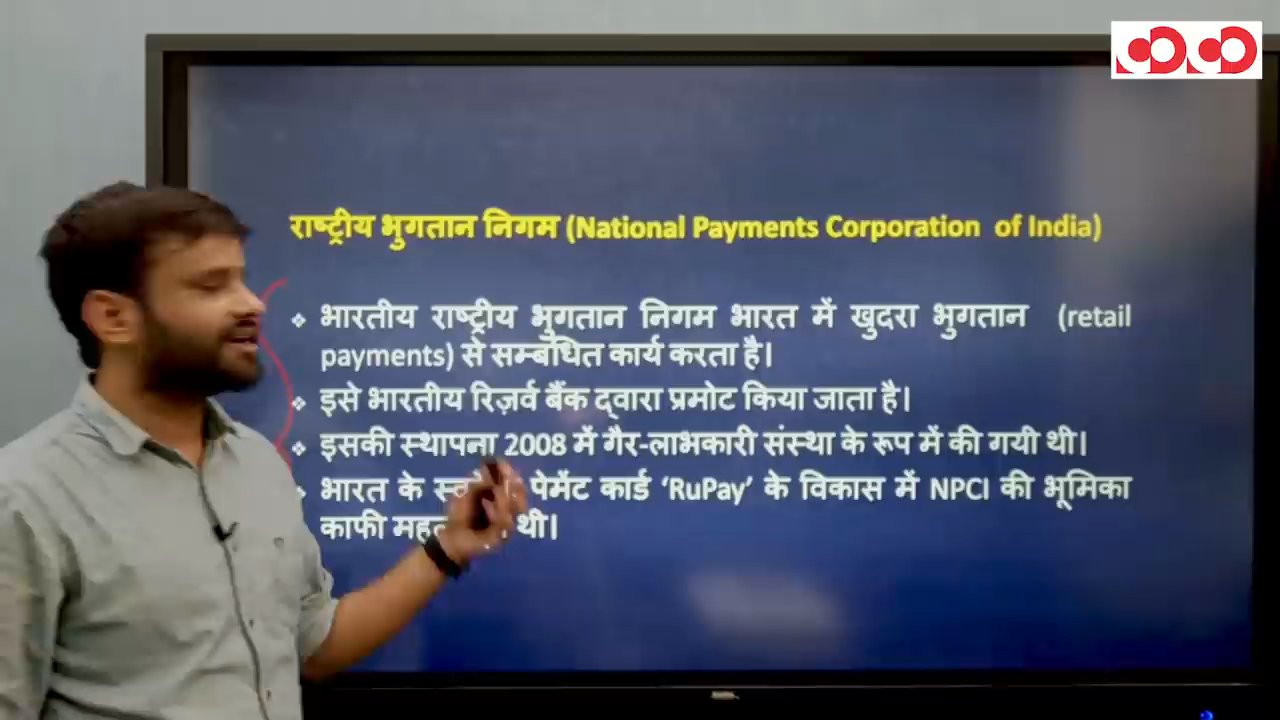 राष्ट्रीय भुगतान निगम (National Payments Corporation of India)
भारतीय राष्ट्रीय भुगतान निगम भारत में खुदरा भुगतान (retail
payments) से सम्बंधित कार्य करता है।
इसे भारतीय रिज़र्व बैंक द्वारा प्रमोट किया जाता है।
इसकी स्थापना 2008 में गैर-लाभकारी संस्था के रूप में की गयी थी।
भारत के पेमेंट कार्ड ‘RuPay’ के विकास में NPCI की भूमिका
काफी थी।